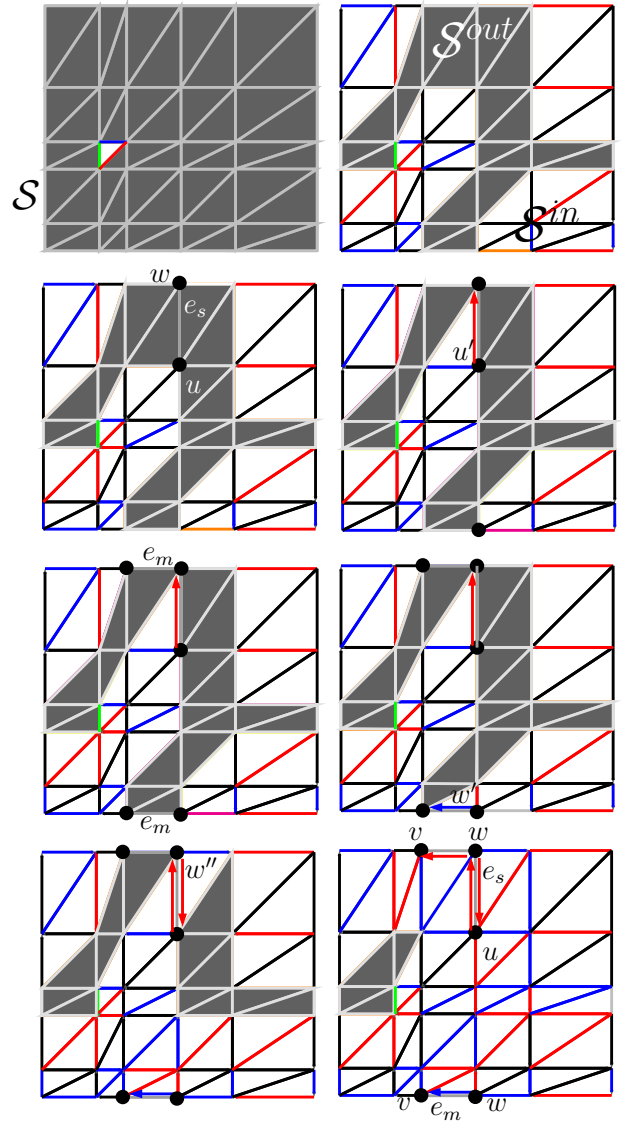 𝒮
𝒮^{out}
𝒮^{in}
w
e_s
u
u′
e_m
e_m
w′
w″
v w
e_s
u
v e_m w